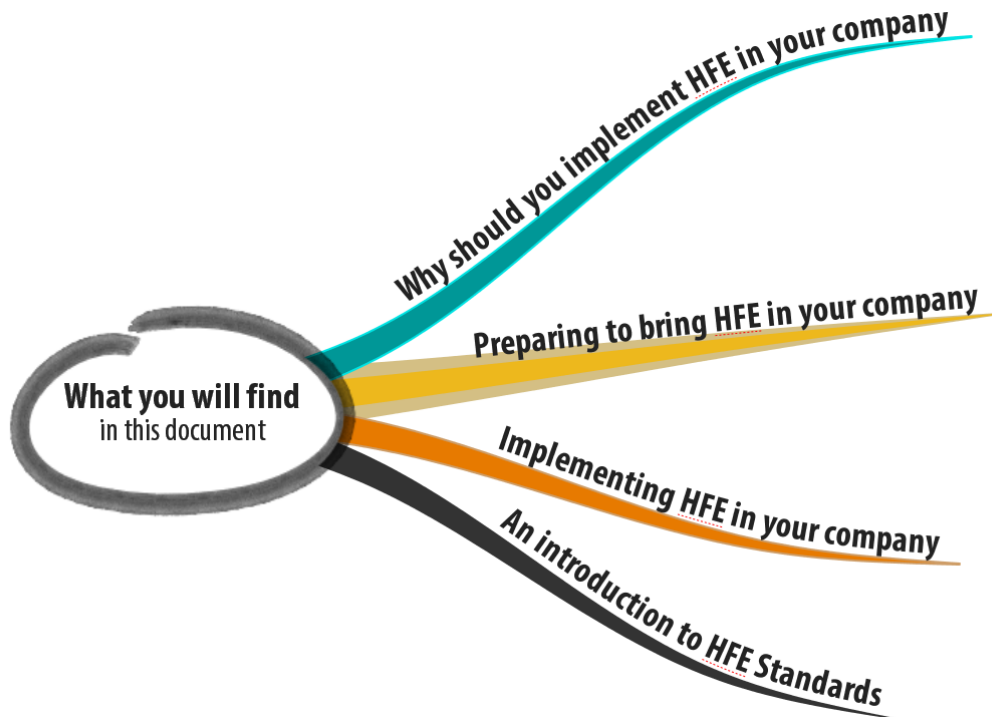 Why should you implement HFE in your company
Preparing to bring HFE in your company
What you will find
in this document
Implementing HFE in your company
An introduction to HFE Standards